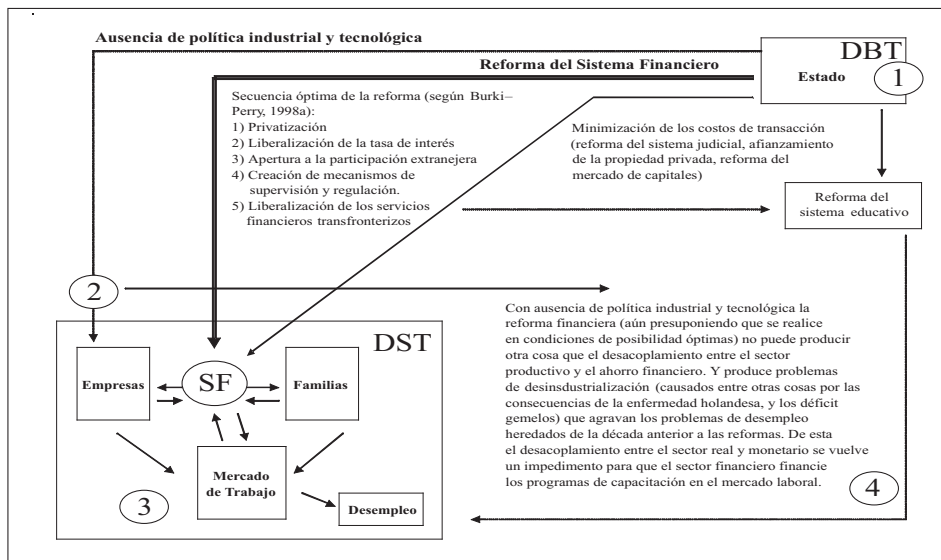 Ausencia de política industrial y tecnológica
DBT
Estado
1
Reforma del Sistema Financiero
Secuencia óptima de la reforma (según Burki–
Perry, 1998a):
1) Privatización
2) Liberalización de la tasa de interés
3) Apertura a la participación extranjera
4) Creación de mecanismos de
supervisión y regulación.
5) Liberalización de los servicios
financieros transfronterizos
Minimización de los costos de transacción
(reforma del sistema judicial, afianzamiento
de la propiedad privada, reforma del
mercado de capitales)
Reforma del
sistema educativo
2
Con ausencia de política industrial y tecnológica la
reforma financiera (aún presuponiendo que se realice
en condiciones de posibilidad óptimas) no puede producir
otra cosa que el desacoplamiento entre el sector
productivo y el ahorro financiero. Y produce problemas
de desinsdustrialización (causados entre otras cosas por las
consecuencias de la enfermedad holandesa, y los déficit
gemelos) que agravan los problemas de desempleo
heredados de la década anterior a las reformas. De esta
el desacoplamiento entre el sector real y monetario se vuelve
un impedimento para que el sector financiero financie
los programas de capacitación en el mercado laboral.
4
DST
Empresas
SF
Familias
Mercado
de Trabajo
3
Desempleo